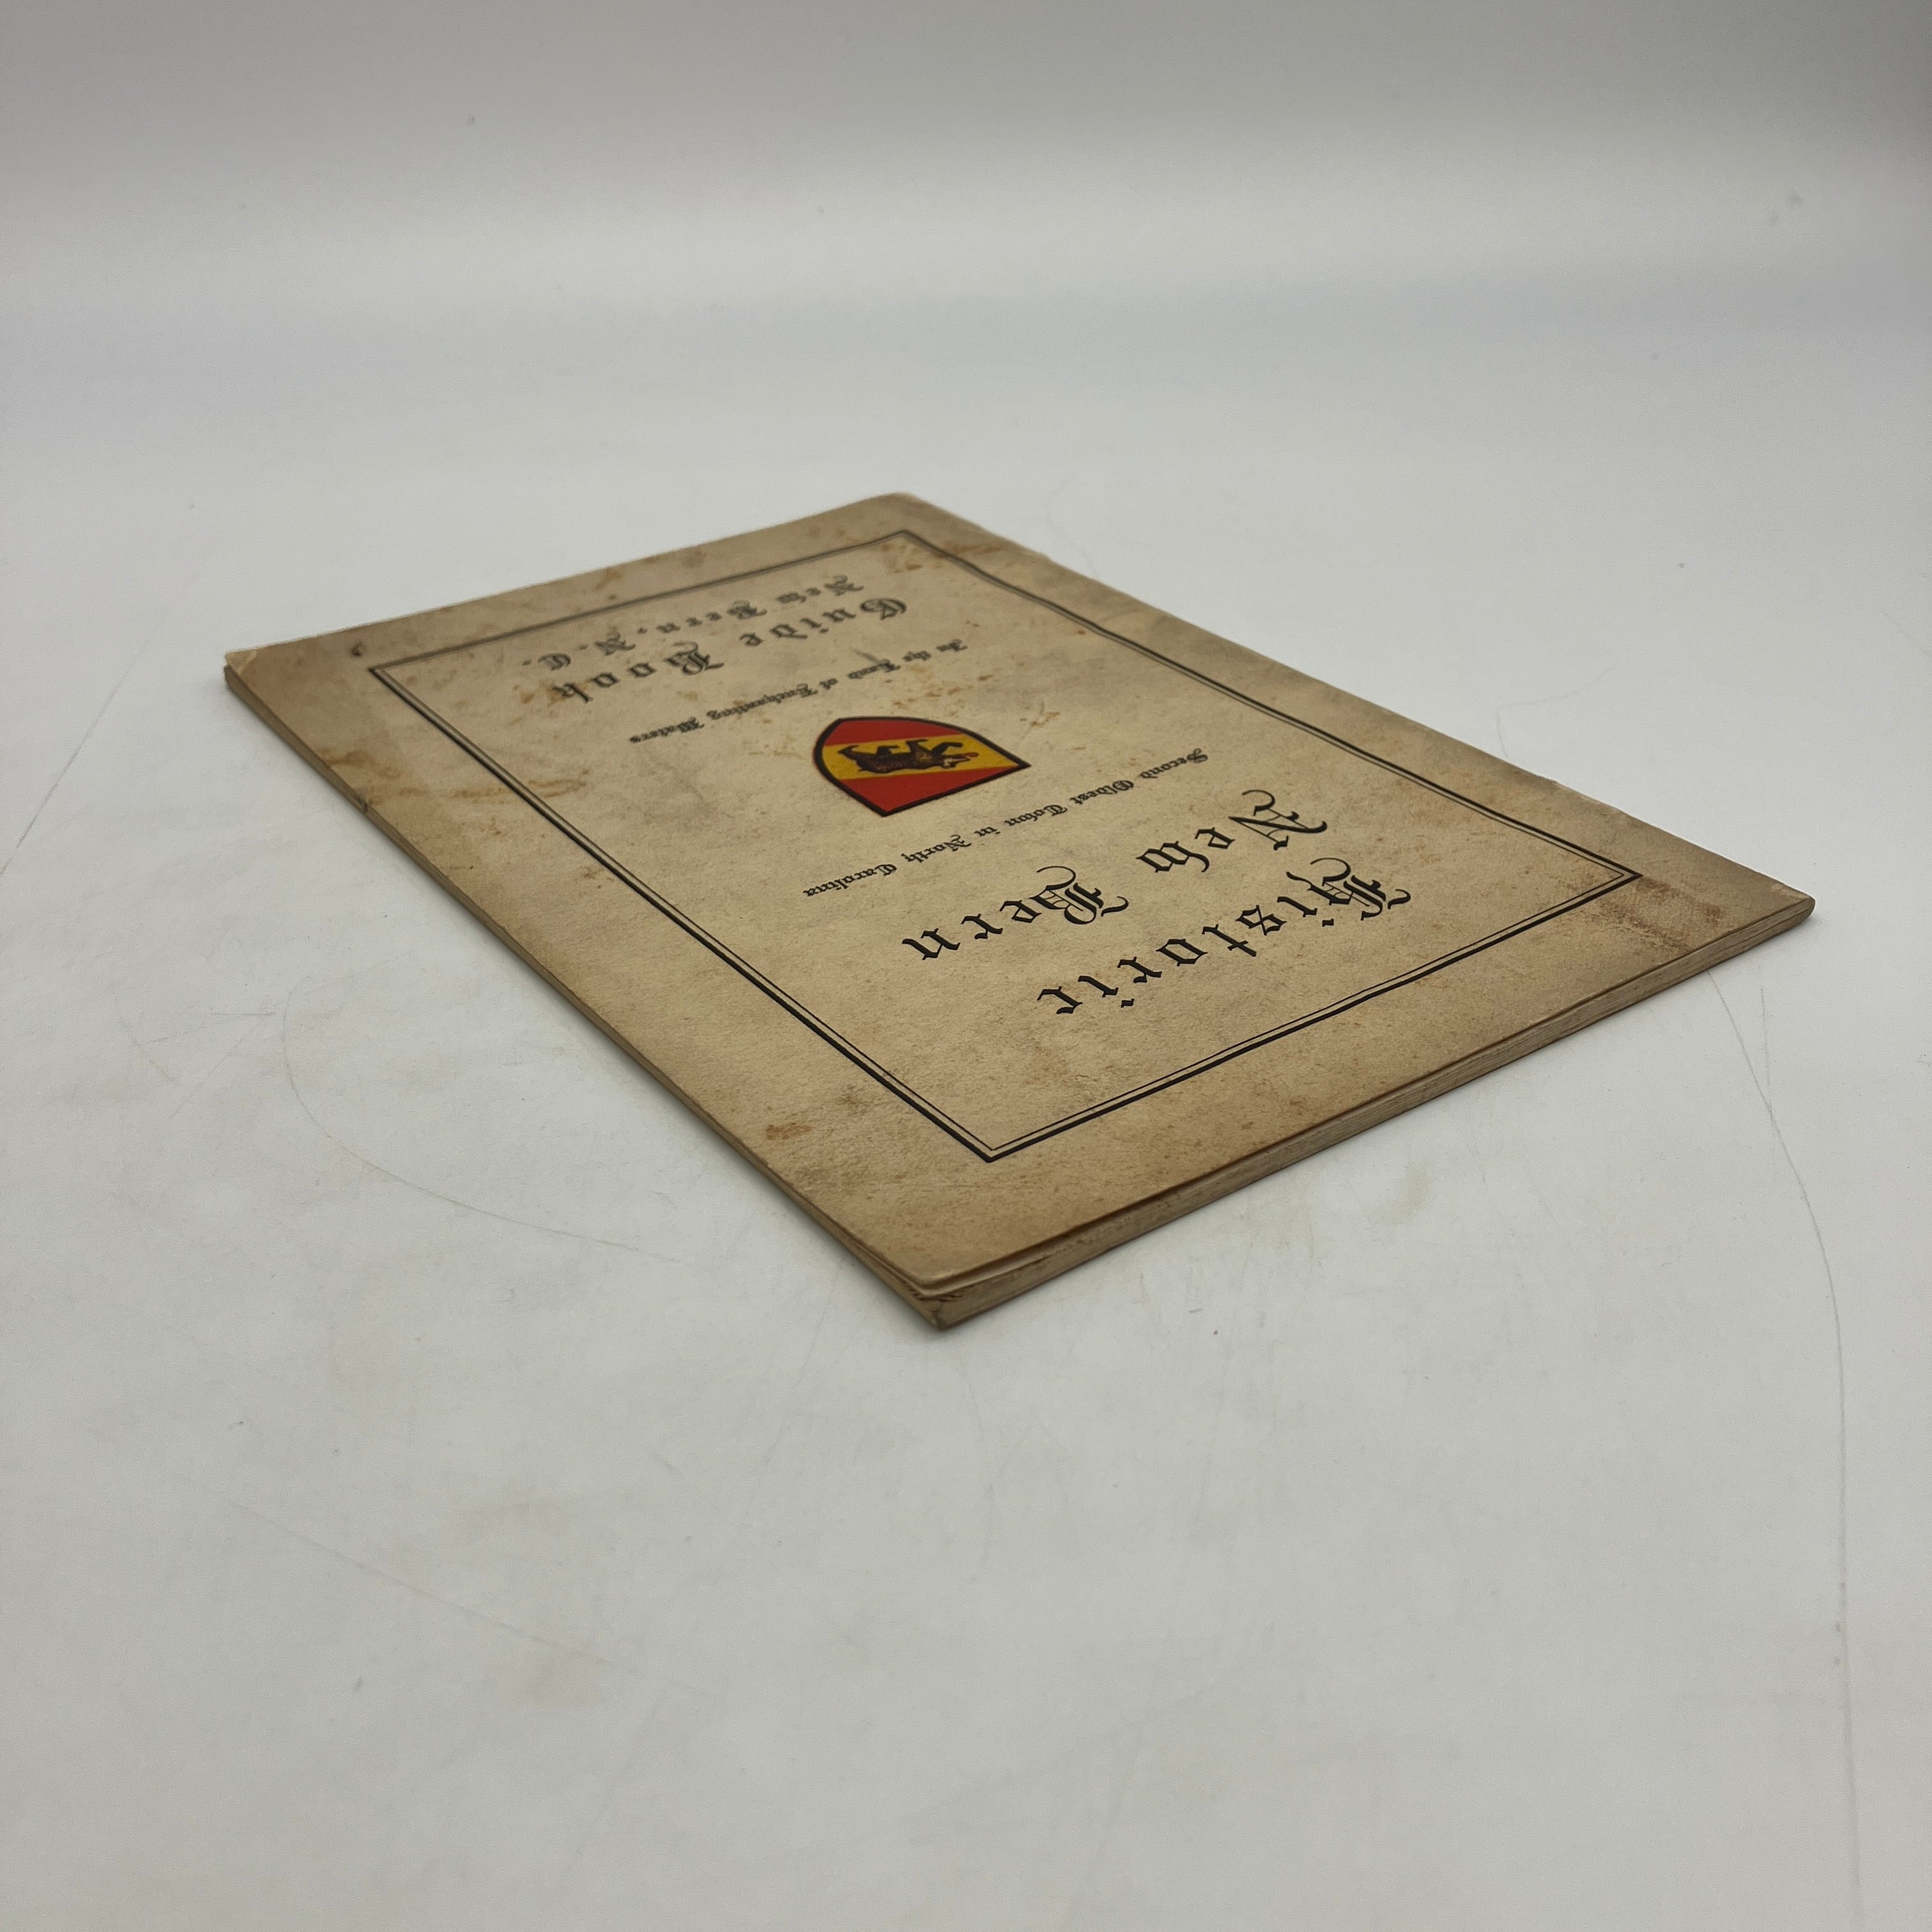 Historic
New Bern
Second Oldest Town in North Carolina
In the Land of Enchanting Waters
Guide Book
New Bern, N. C.